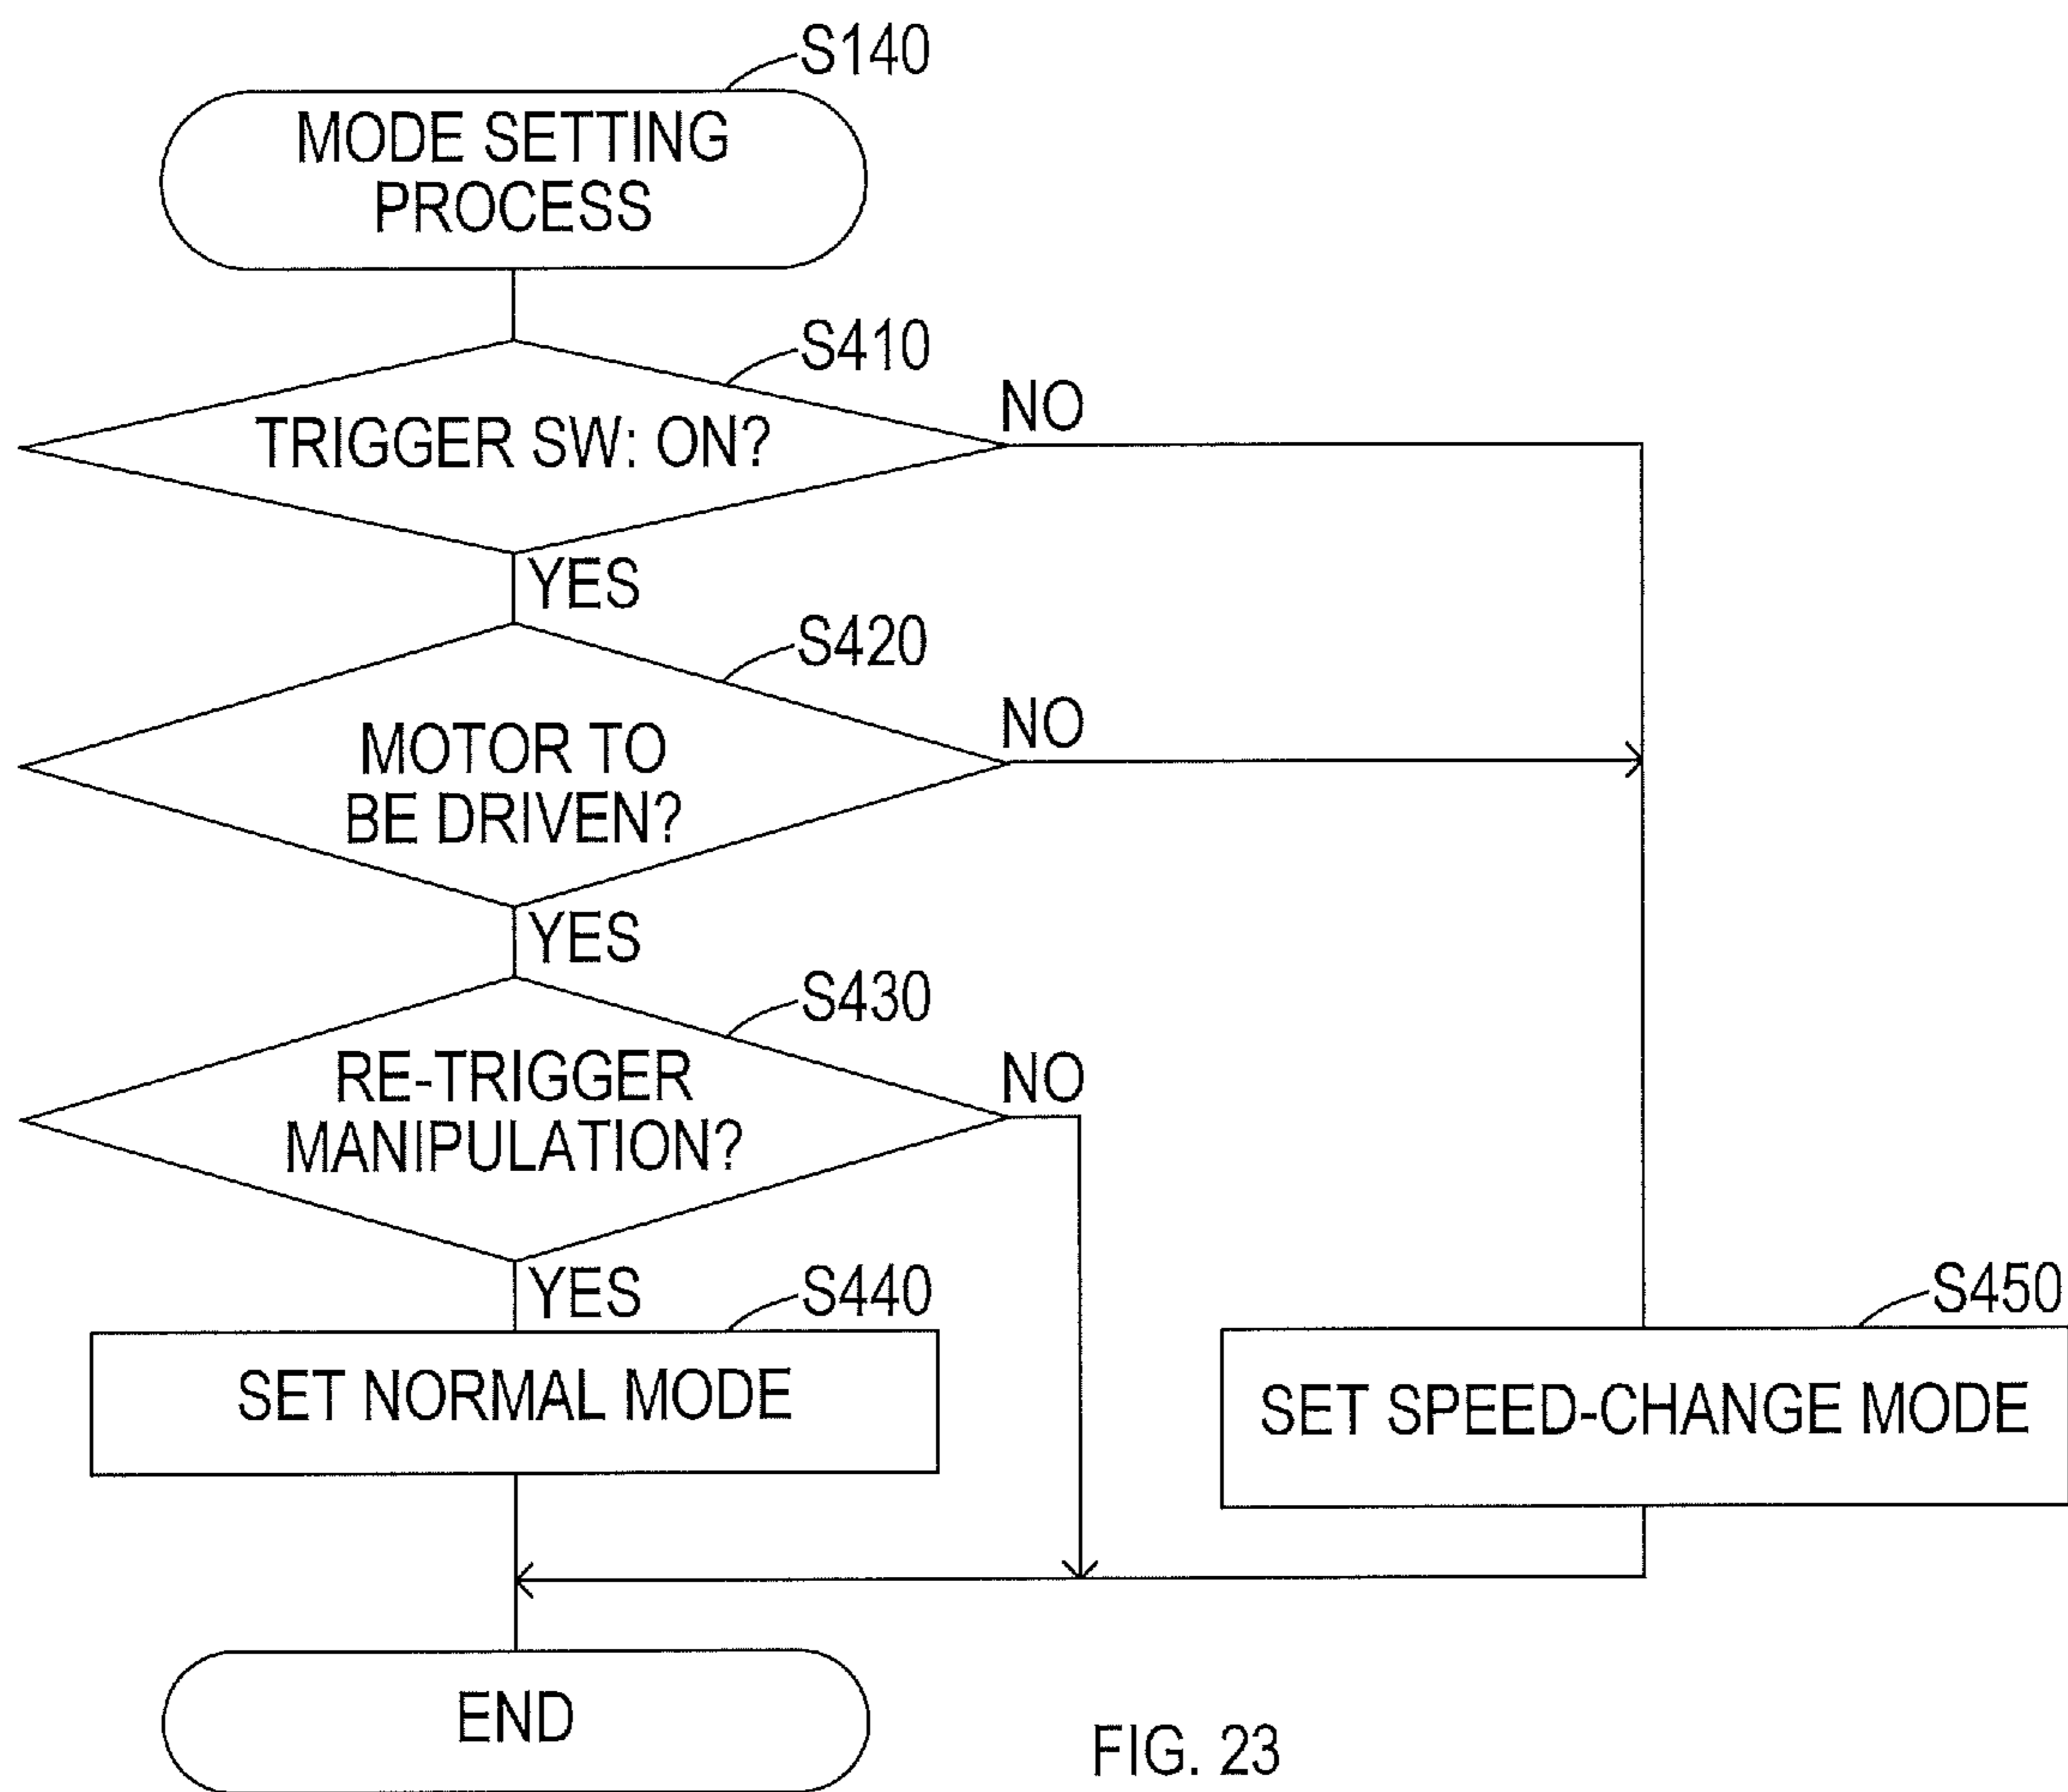 S140
MODE SETTING
PROCESS
S410
TRIGGER SW: ON?
NO
YES
S420
MOTOR TO
BE DRIVEN?
NO
YES
S430
RE-TRIGGER
MANIPULATION?
NO
YES
S440
SET NORMAL MODE
S450
SET SPEED-CHANGE MODE
END
FIG. 23